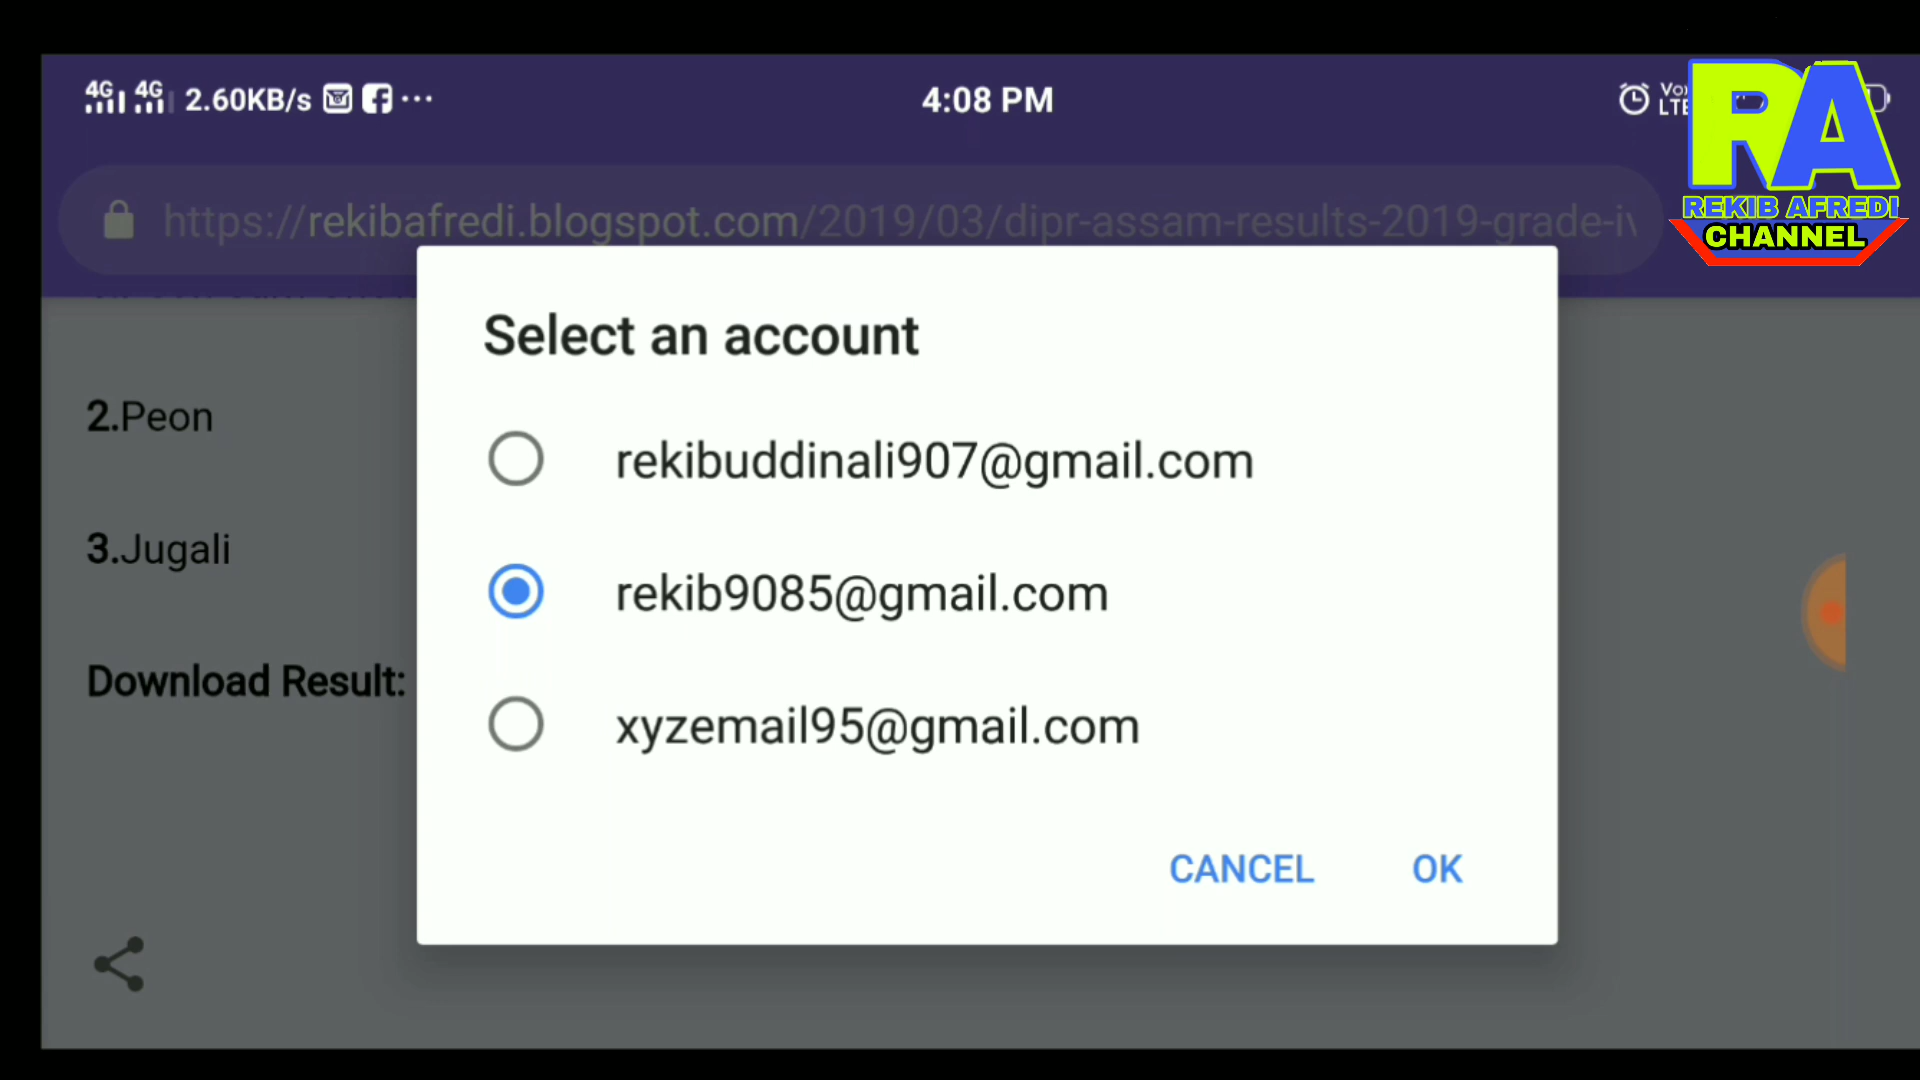 4G 4G 2.60KB/s
4:08 PM
LTE
RA
REKIB AFREDI
CHANNEL
https://rekibafredi.blogspot.com/2019/03/dipr-assam-results-2019-grade-iv
Select an account
2.Peon
rekibuddinali907@gmail.com
3.Jugali
rekib9085@gmail.com
Download Result:
xyzemail95@gmail.com
CANCEL OK